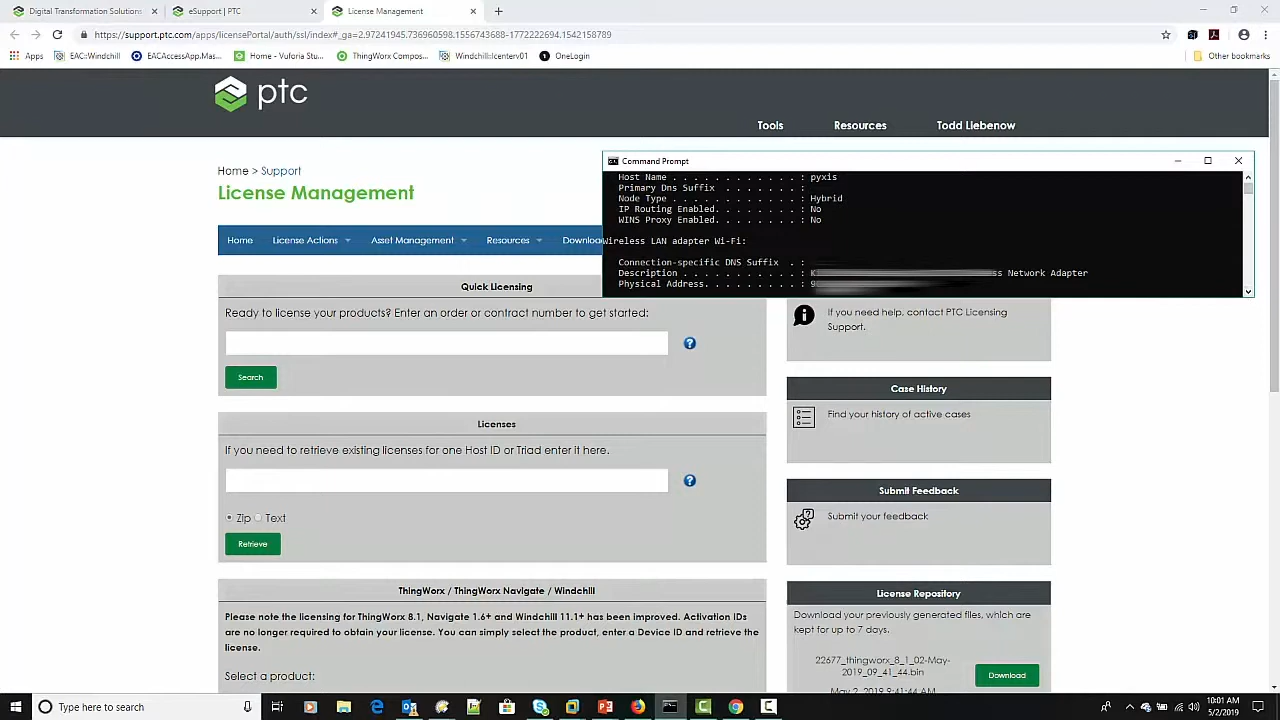 Digital Transformation Solutions
eSupport | PTC
License Management
https://support.ptc.com/apps/licensePortal/auth/ssl/index#_ga=2.97241945.736960598.1556743688-1772222694.1542158789
Apps
EAC::Windchill
EACAccessApp.Mas...
Home - Vuforia Stu...
ThingWorx Compos...
Windchill::Icenterv01
OneLogin
Other bookmarks
ptc
Tools
Resources
Todd Liebenow
Home > Support
License Management
Home
License Actions
Asset Management
Resources
Downloa
Command Prompt
Host Name . . . . . . . . . . . . : pyxis
Primary Dns Suffix . . . . . . . :
Node Type . . . . . . . . . . . . : Hybrid
IP Routing Enabled. . . . . . . . : No
WINS Proxy Enabled. . . . . . . . : No
Wireless LAN adapter Wi-Fi:
Connection-specific DNS Suffix . :
Description . . . . . . . . . . . : K s Network Adapter
Physical Address. . . . . . . . . : 9
Quick Licensing
Ready to license your products? Enter an order or contract number to get started:
Search
Licenses
If you need to retrieve existing licenses for one Host ID or Triad enter it here.
Zip Text
Retrieve
ThingWorx / ThingWorx Navigate / Windchill
Please note the licensing for ThingWorx 8.1, Navigate 1.6+ and Windchill 11.1+ has been improved. Activation IDs
are no longer required to obtain your license. You can simply select the product, enter a Device ID and retrieve the
license.
Select a product:
If you need help, contact PTC Licensing
Support.
Case History
Find your history of active cases
Submit Feedback
Submit your feedback
License Repository
Download your previously generated files, which are
kept for up to 7 days.
22677_thingworx_8_1_02-May-
2019_09_41_44.bin
Download
May 2, 2019 9:41:44 AM
Type here to search
10:01 AM
5/2/2019